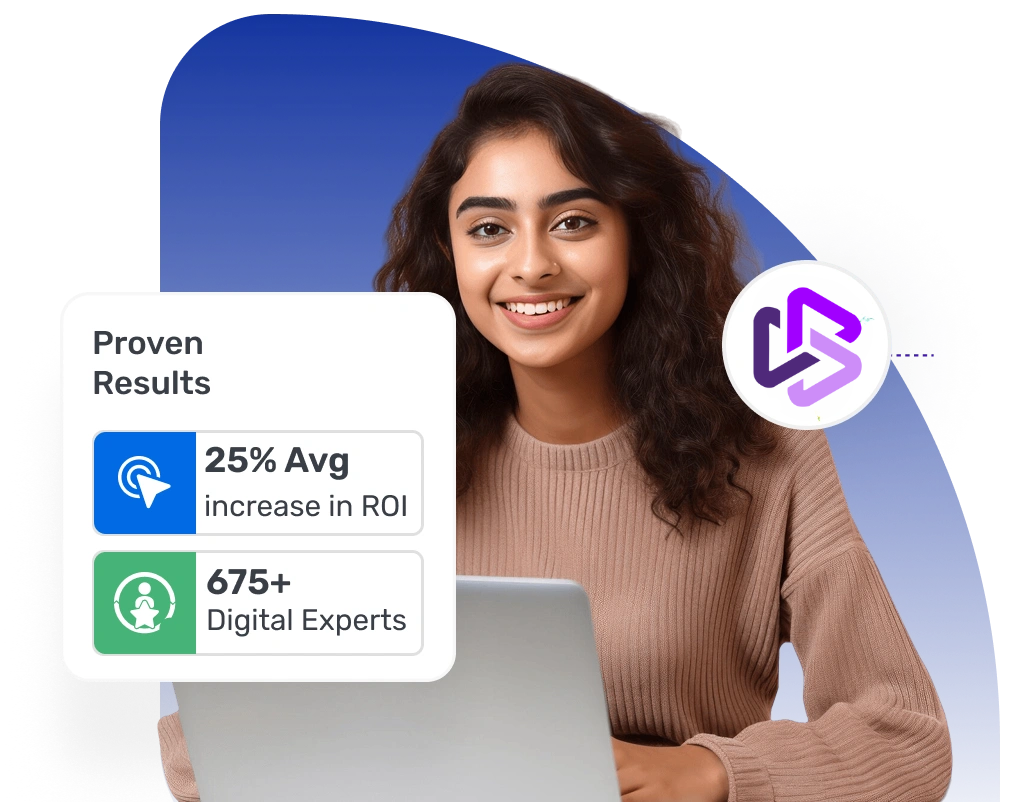 Proven
Results
25% Avg
increase in ROI
675+
Digital Experts